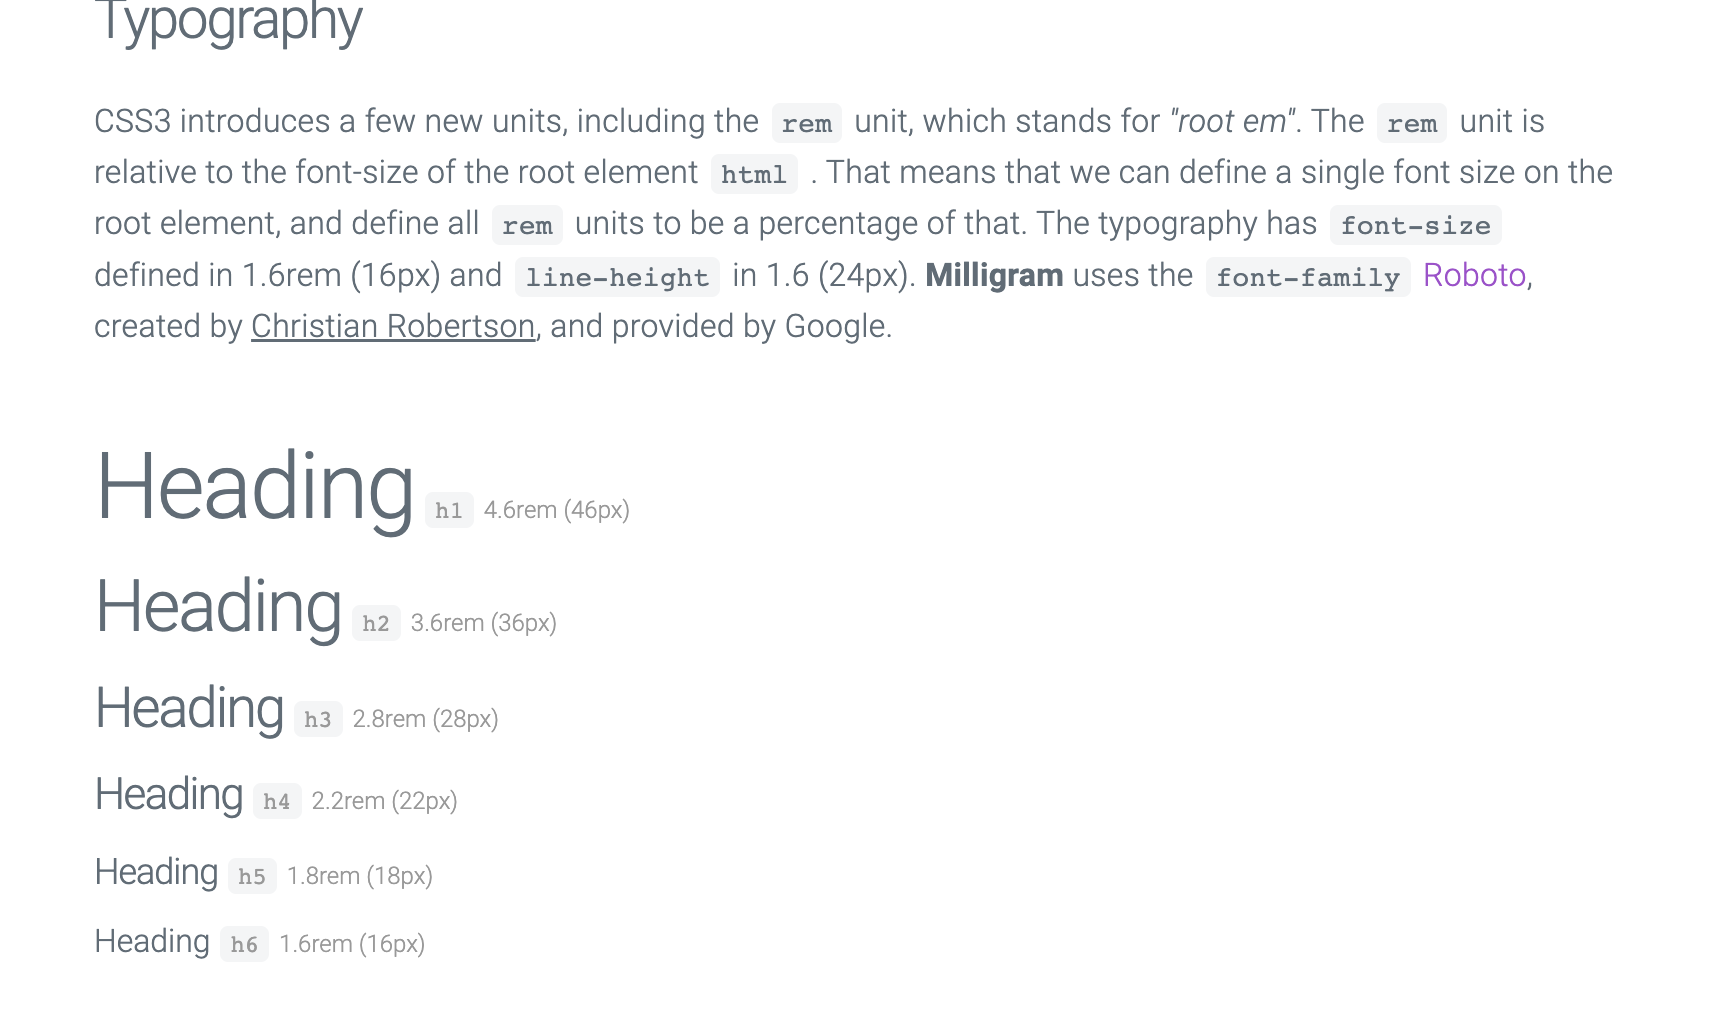 Typography
CSS3 introduces a few new units, including the rem unit, which stands for "root em". The rem unit is
relative to the font-size of the root element html . That means that we can define a single font size on the
root element, and define all rem units to be a percentage of that. The typography has font-size
defined in 1.6rem (16px) and line-height in 1.6 (24px). Milligram uses the font-family Roboto,
created by Christian Robertson, and provided by Google.
Heading h1 4.6rem (46px)
Heading h2 3.6rem (36px)
Heading h3 2.8rem (28px)
Heading h4 2.2rem (22px)
Heading h5 1.8rem (18px)
Heading h6 1.6rem (16px)